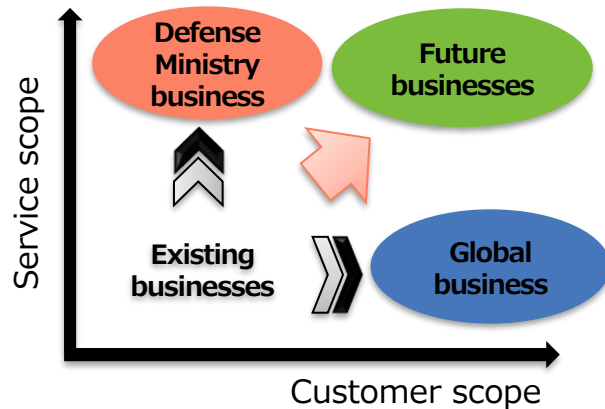 Defense
Ministry
business
Future
businesses
Service scope
Existing
businesses
Global
business
Customer scope